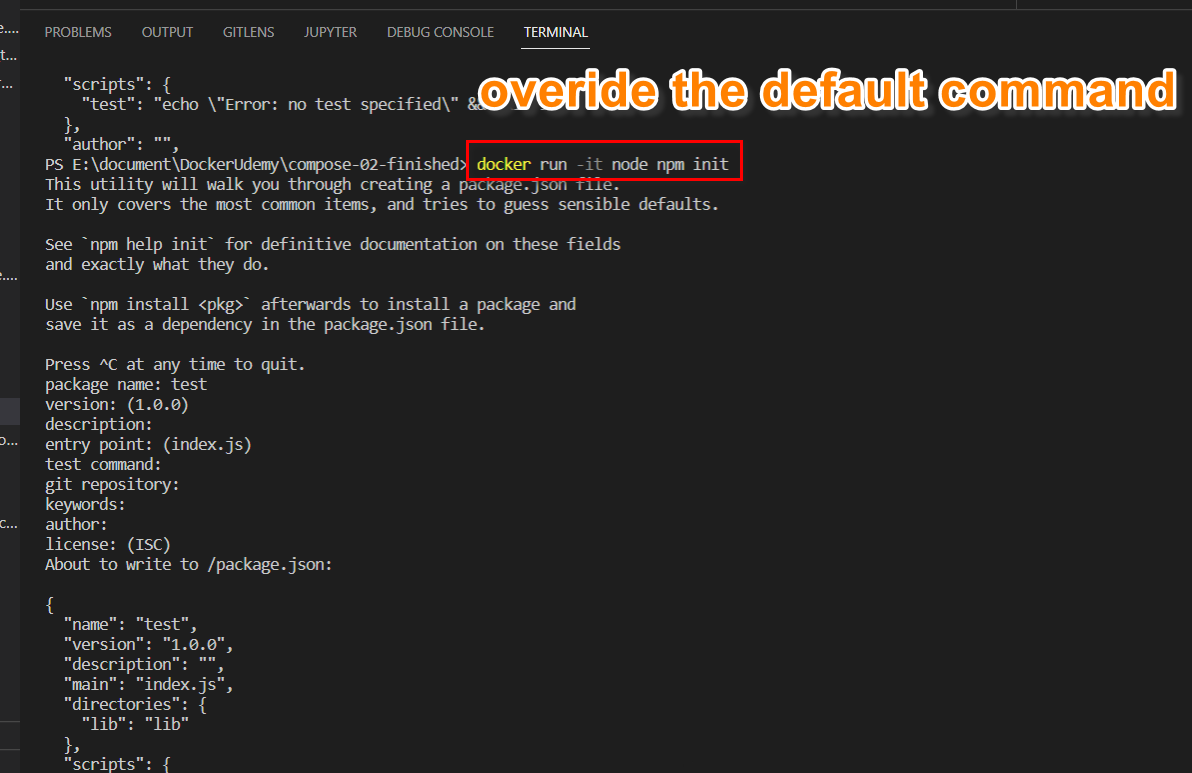 PROBLEMS OUTPUT GITLENS JUPYTER DEBUG CONSOLE TERMINAL
"scripts": {
"test": "echo \"Error: no test specified\" &
overide the default command
},
"author": "",
PS E:\document\DockerUdemy\compose-02-finished> docker run -it node npm init
This utility will walk you through creating a package.json file.
It only covers the most common items, and tries to guess sensible defaults.
See `npm help init` for definitive documentation on these fields
and exactly what they do.
Use `npm install <pkg>` afterwards to install a package and
save it as a dependency in the package.json file.
Press ^C at any time to quit.
package name: test
version: (1.0.0)
description:
entry point: (index.js)
test command:
git repository:
keywords:
author:
license: (ISC)
About to write to /package.json:
{
"name": "test",
"version": "1.0.0",
"description": "",
"main": "index.js",
"directories": {
"lib": "lib"
},
"scripts": {